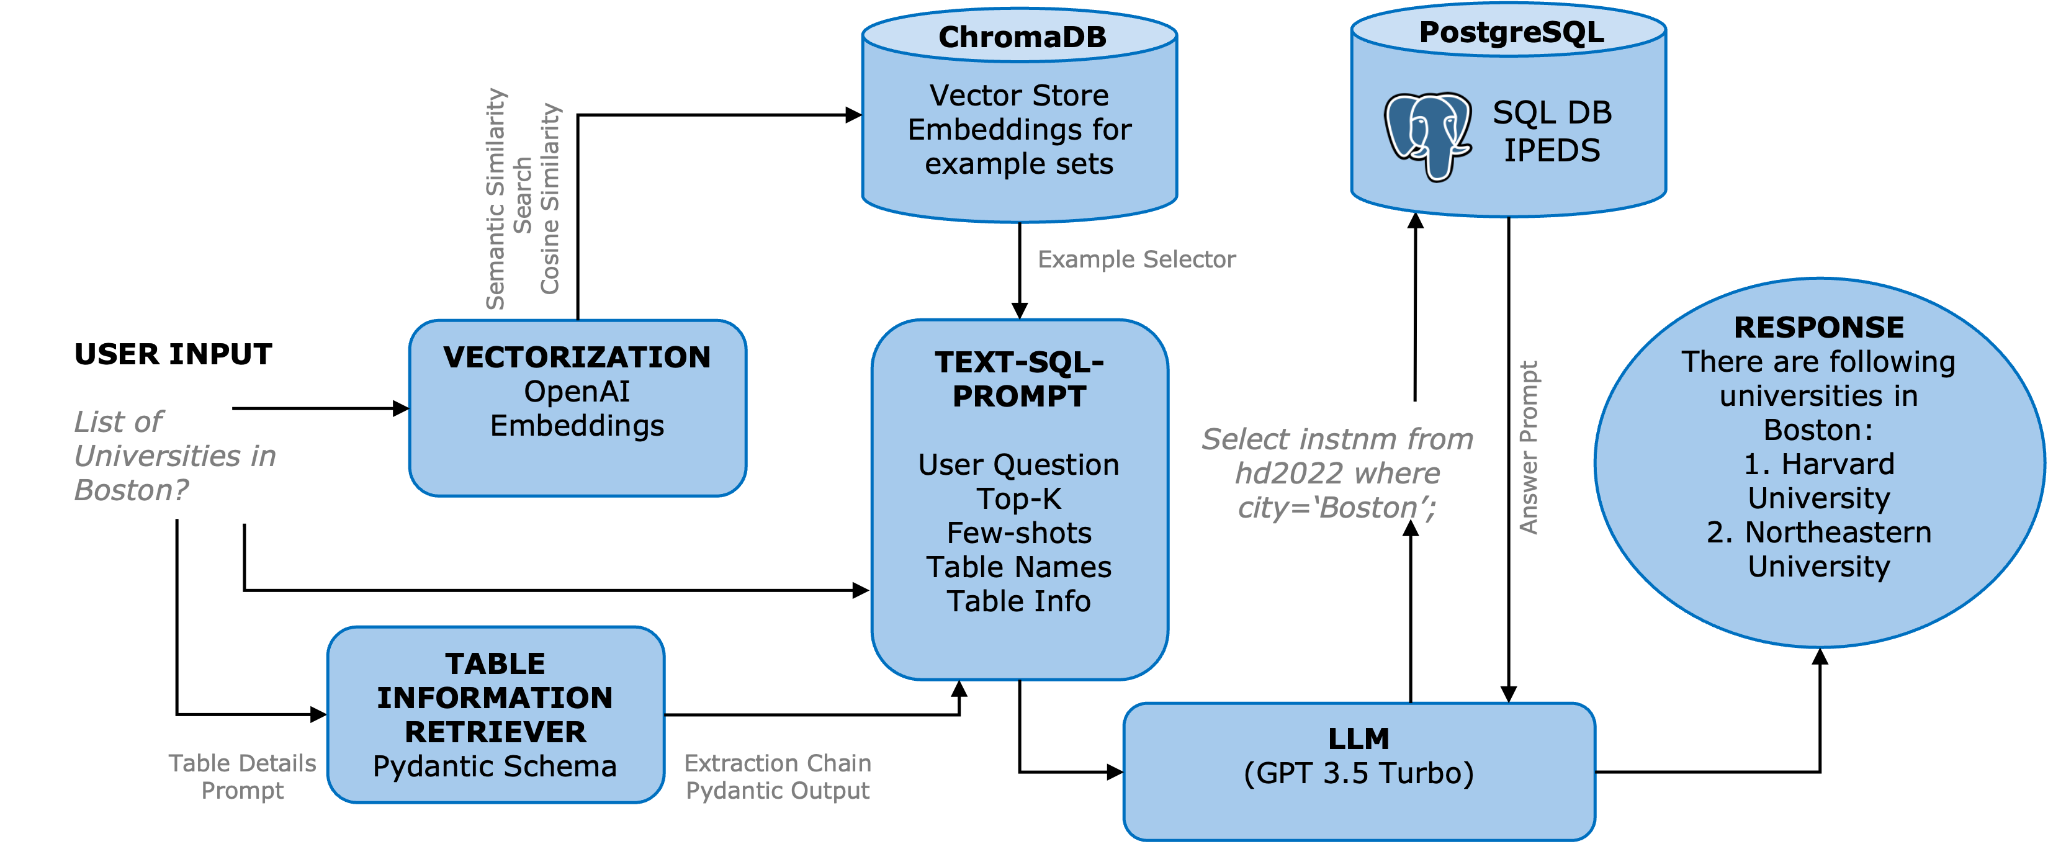 USER INPUT
List of
Universities in
Boston?
Semantic Similarity
Search
Cosine Similarity
VECTORIZATION
OpenAI
Embeddings
ChromaDB
Vector Store
Embeddings for
example sets
Example Selector
TABLE
INFORMATION
RETRIEVER
Pydantic Schema
Table Details
Prompt
Extraction Chain
Pydantic Output
TEXT-SQL-
PROMPT
User Question
Top-K
Few-shots
Table Names
Table Info
LLM
(GPT 3.5 Turbo)
Select instnm from
hd2022 where
city=‘Boston’;
PostgreSQL
SQL DB
IPEDS
Answer Prompt
RESPONSE
There are following
universities in
Boston:
1. Harvard
University
2. Northeastern
University